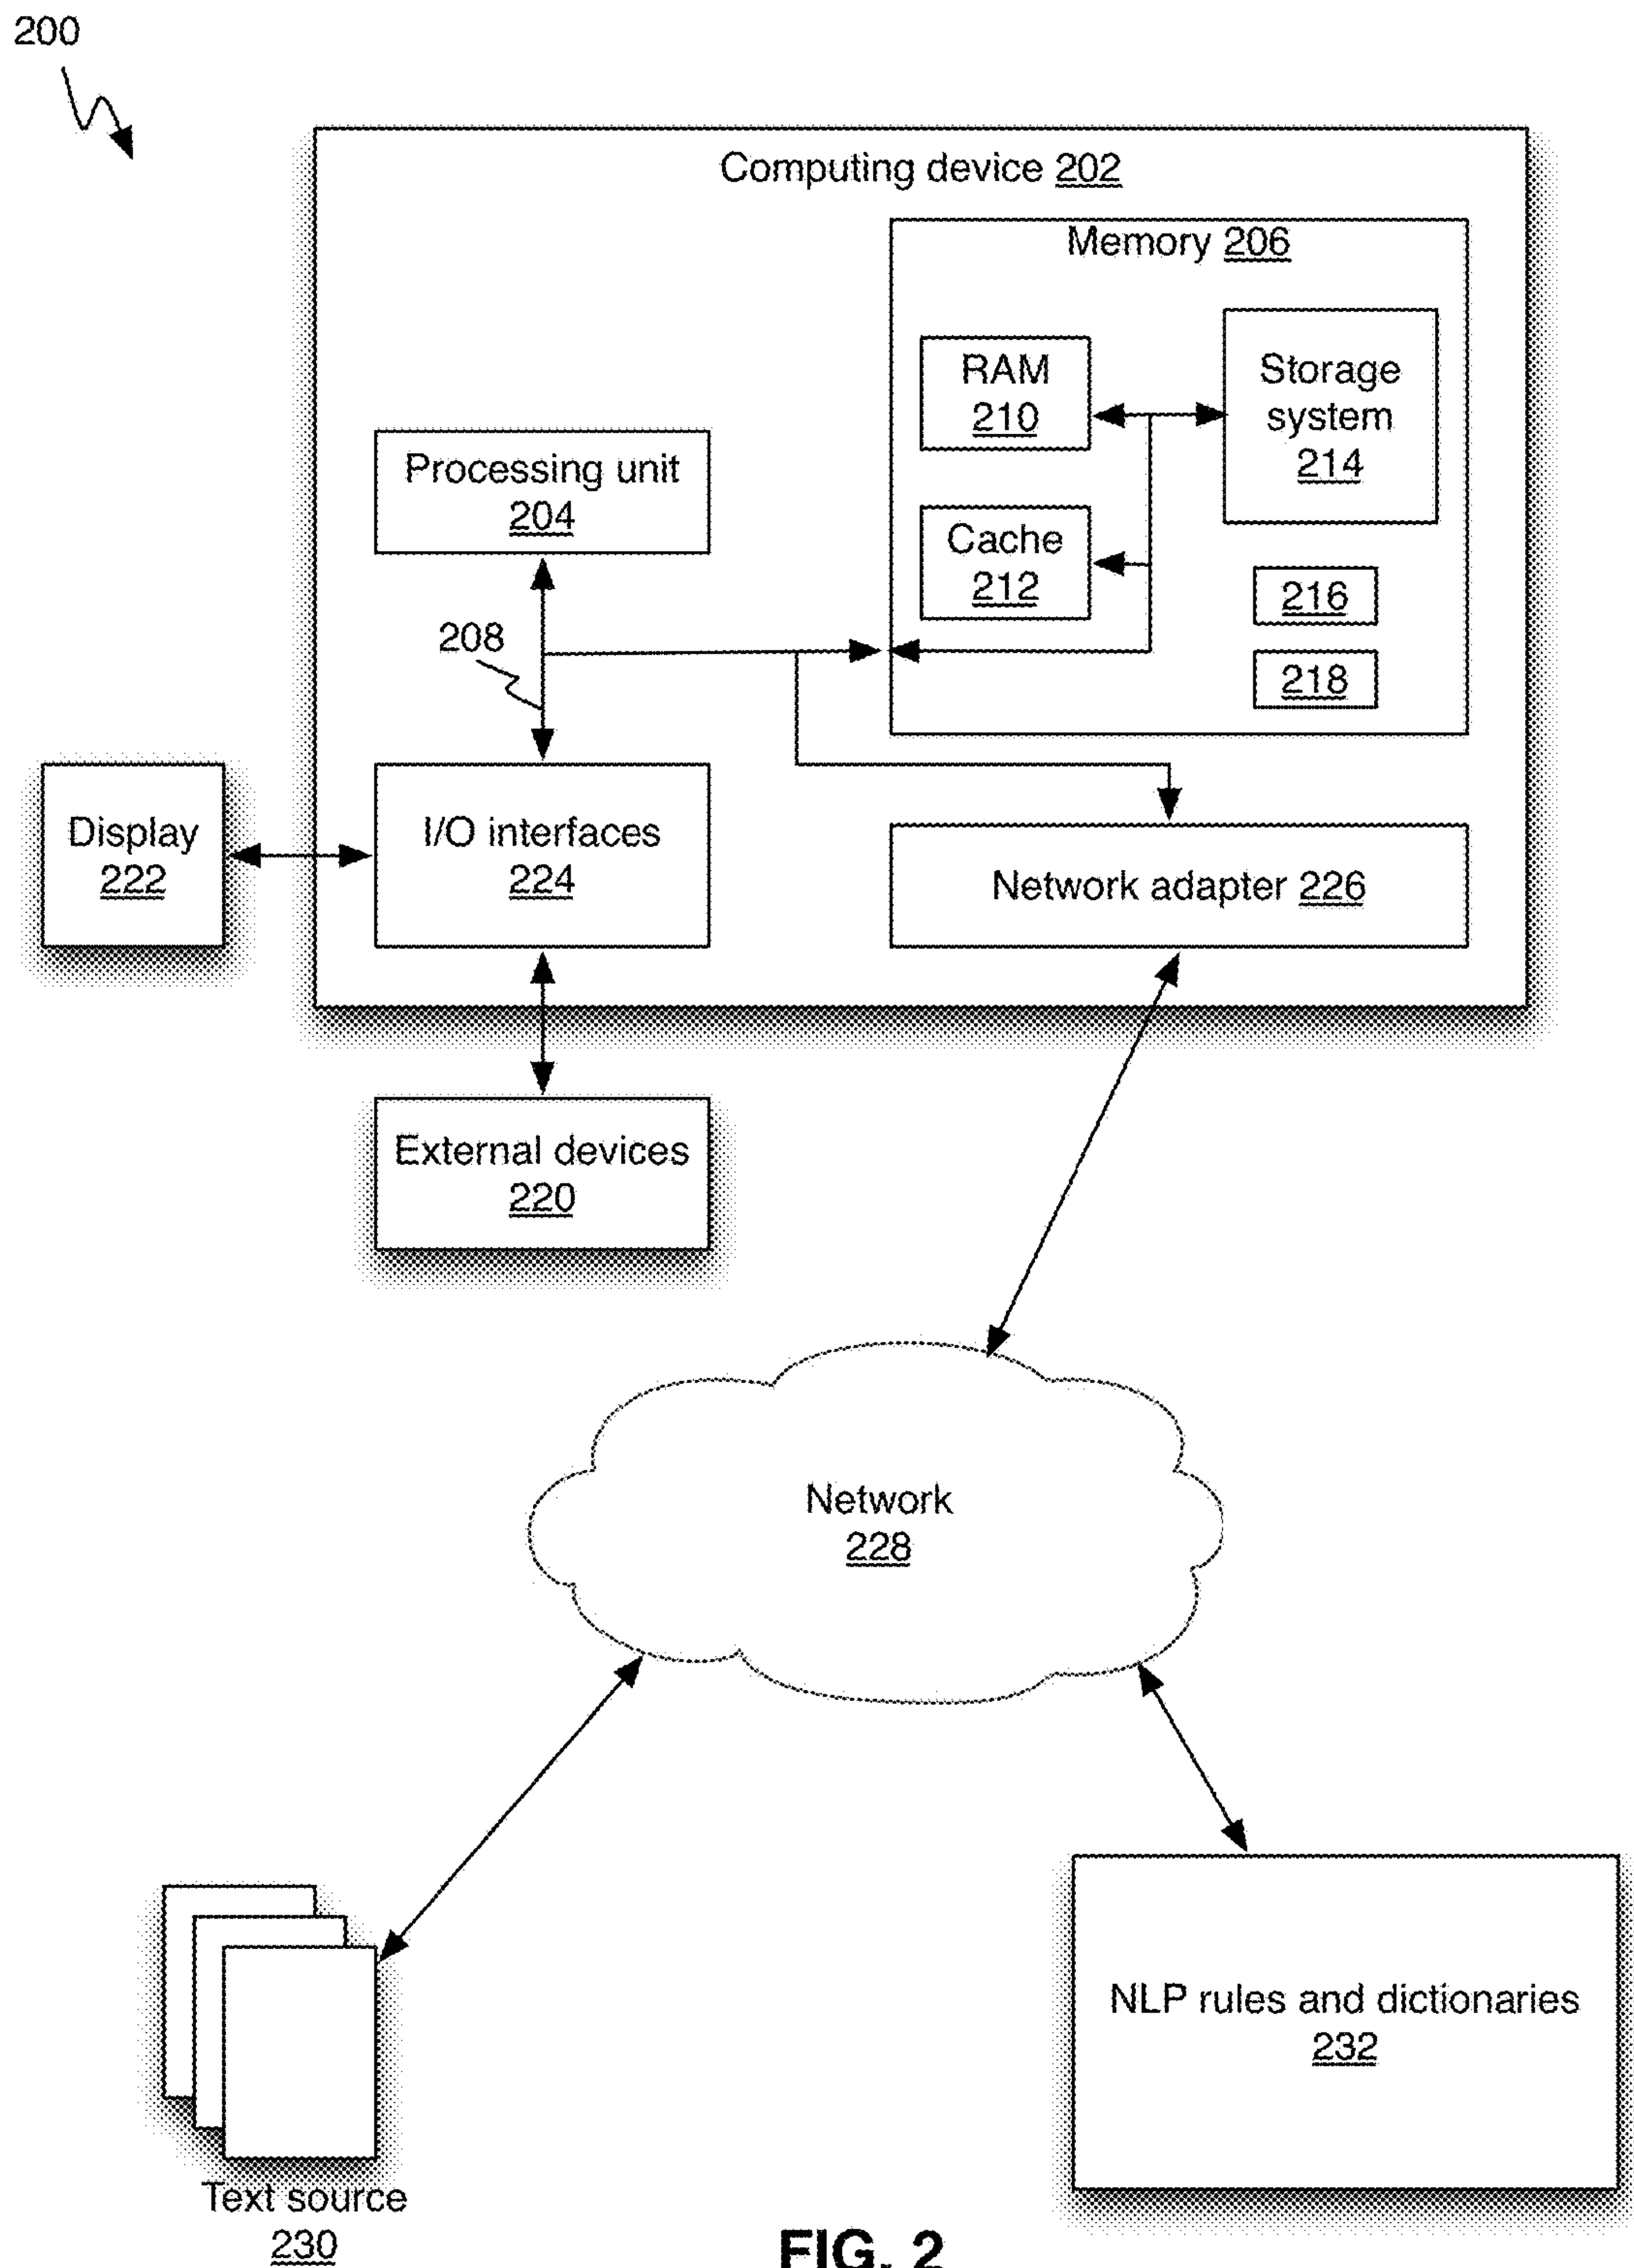 200
Computing device 202
Memory 206
RAM
210
Storage
system
214
Processing unit
204
Cache
212
216
208
218
Display
222
I/O interfaces
224
Network adapter 226
External devices
220
Network
228
NLP rules and dictionaries
232
Text source
230
FIG. 2